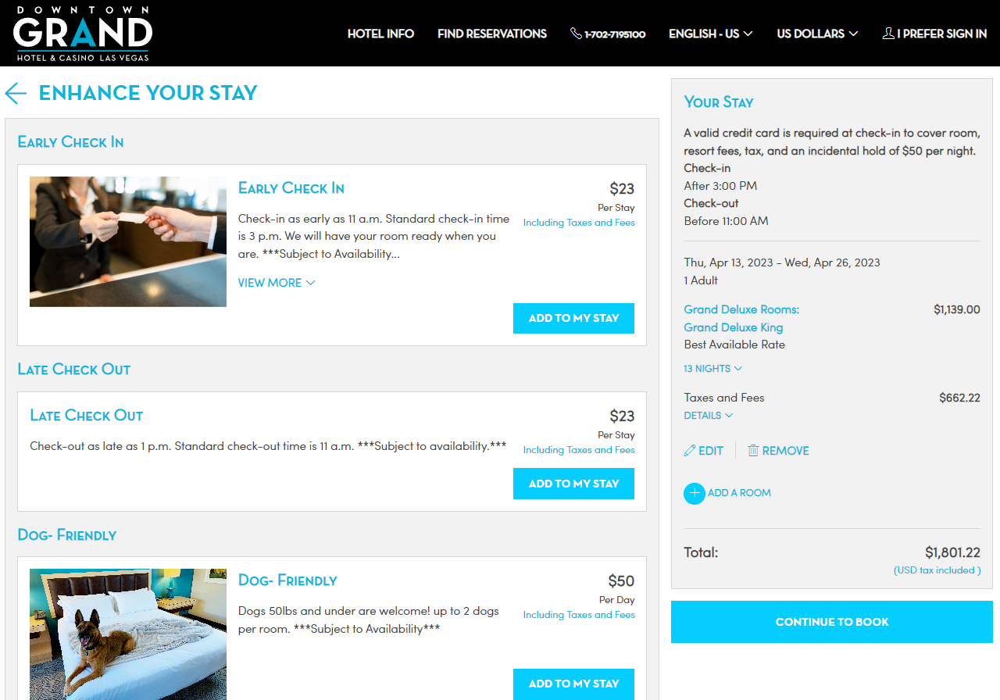 DOWNTOWN
GRAND
HOTEL & CASINO LAS VEGAS
HOTEL INFO
FIND RESERVATIONS
1-702-7195100
ENGLISH - US
US DOLLARS
I PREFER SIGN IN
ENHANCE YOUR STAY
Early Check In
Early Check In
$23
Per Stay
Including Taxes and Fees
Check-in as early as 11 a.m. Standard check-in time
is 3 p.m. We will have your room ready when you
are. ***Subject to Availability...
VIEW MORE
ADD TO MY STAY
Late Check Out
Late Check Out
$23
Per Stay
Including Taxes and Fees
Check-out as late as 1 p.m. Standard check-out time is 11 a.m. ***Subject to availability.***
ADD TO MY STAY
Dog- Friendly
Dog- Friendly
$50
Per Day
Including Taxes and Fees
Dogs 50lbs and under are welcome! up to 2 dogs
per room. ***Subject to Availability***
ADD TO MY STAY
Your Stay
A valid credit card is required at check-in to cover room,
resort fees, tax, and an incidental hold of $50 per night.
Check-in
After 3:00 PM
Check-out
Before 11:00 AM
Thu, Apr 13, 2023 - Wed, Apr 26, 2023
1 Adult
Grand Deluxe Rooms: $1,139.00
Grand Deluxe King
Best Available Rate
13 NIGHTS
Taxes and Fees $662.22
DETAILS
EDIT
REMOVE
ADD A ROOM
Total: $1,801.22
(USD tax included )
CONTINUE TO BOOK